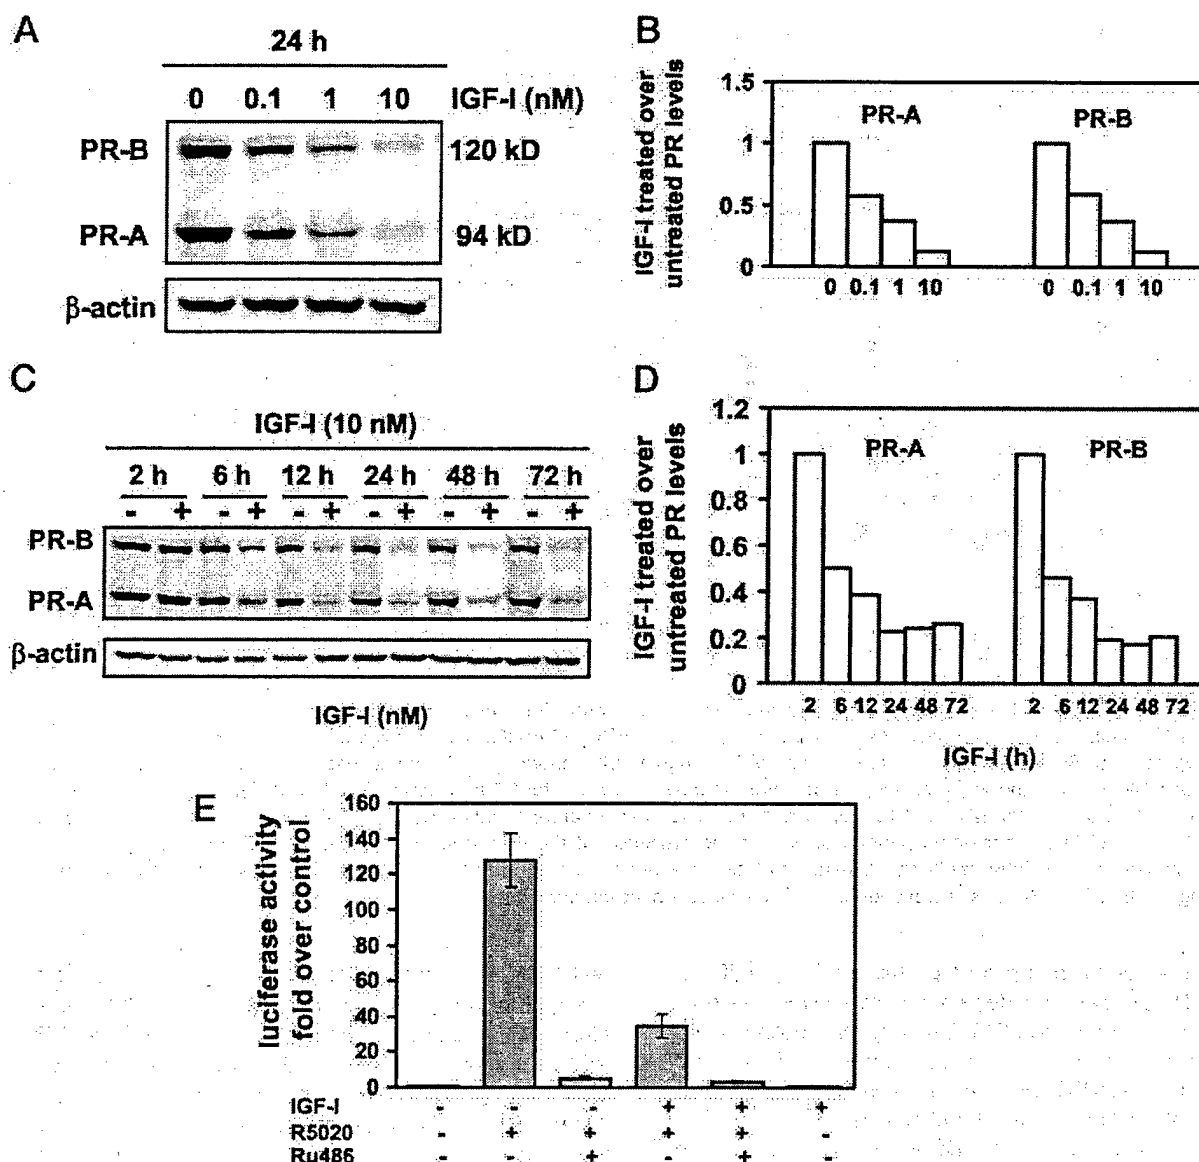 A
24 h
0 0.1 1 10 IGF-I (nM)
PR-B 120 kD
PR-A 94 kD
β-actin
B
IGF-I treated over
untreated PR levels
1.5
1
0.5
0
PR-A
PR-B
0 0.1 1 10
0 0.1 1 10
C
IGF-I (10 nM)
2 h 6 h 12 h 24 h 48 h 72 h
- + - + - + - + - + - +
PR-B
PR-A
β-actin
IGF-I (nM)
D
IGF-I treated over
untreated PR levels
1.2
1
0.8
0.6
0.4
0.2
0
PR-A
PR-B
2 6 12 24 48 72
2 6 12 24 48 72
IGF-I (h)
E
luciferase activity
fold over control
160
140
120
100
80
60
40
20
0
IGF-I - - - + + +
R5020 - + + + + -
Ru486 - - + - + -